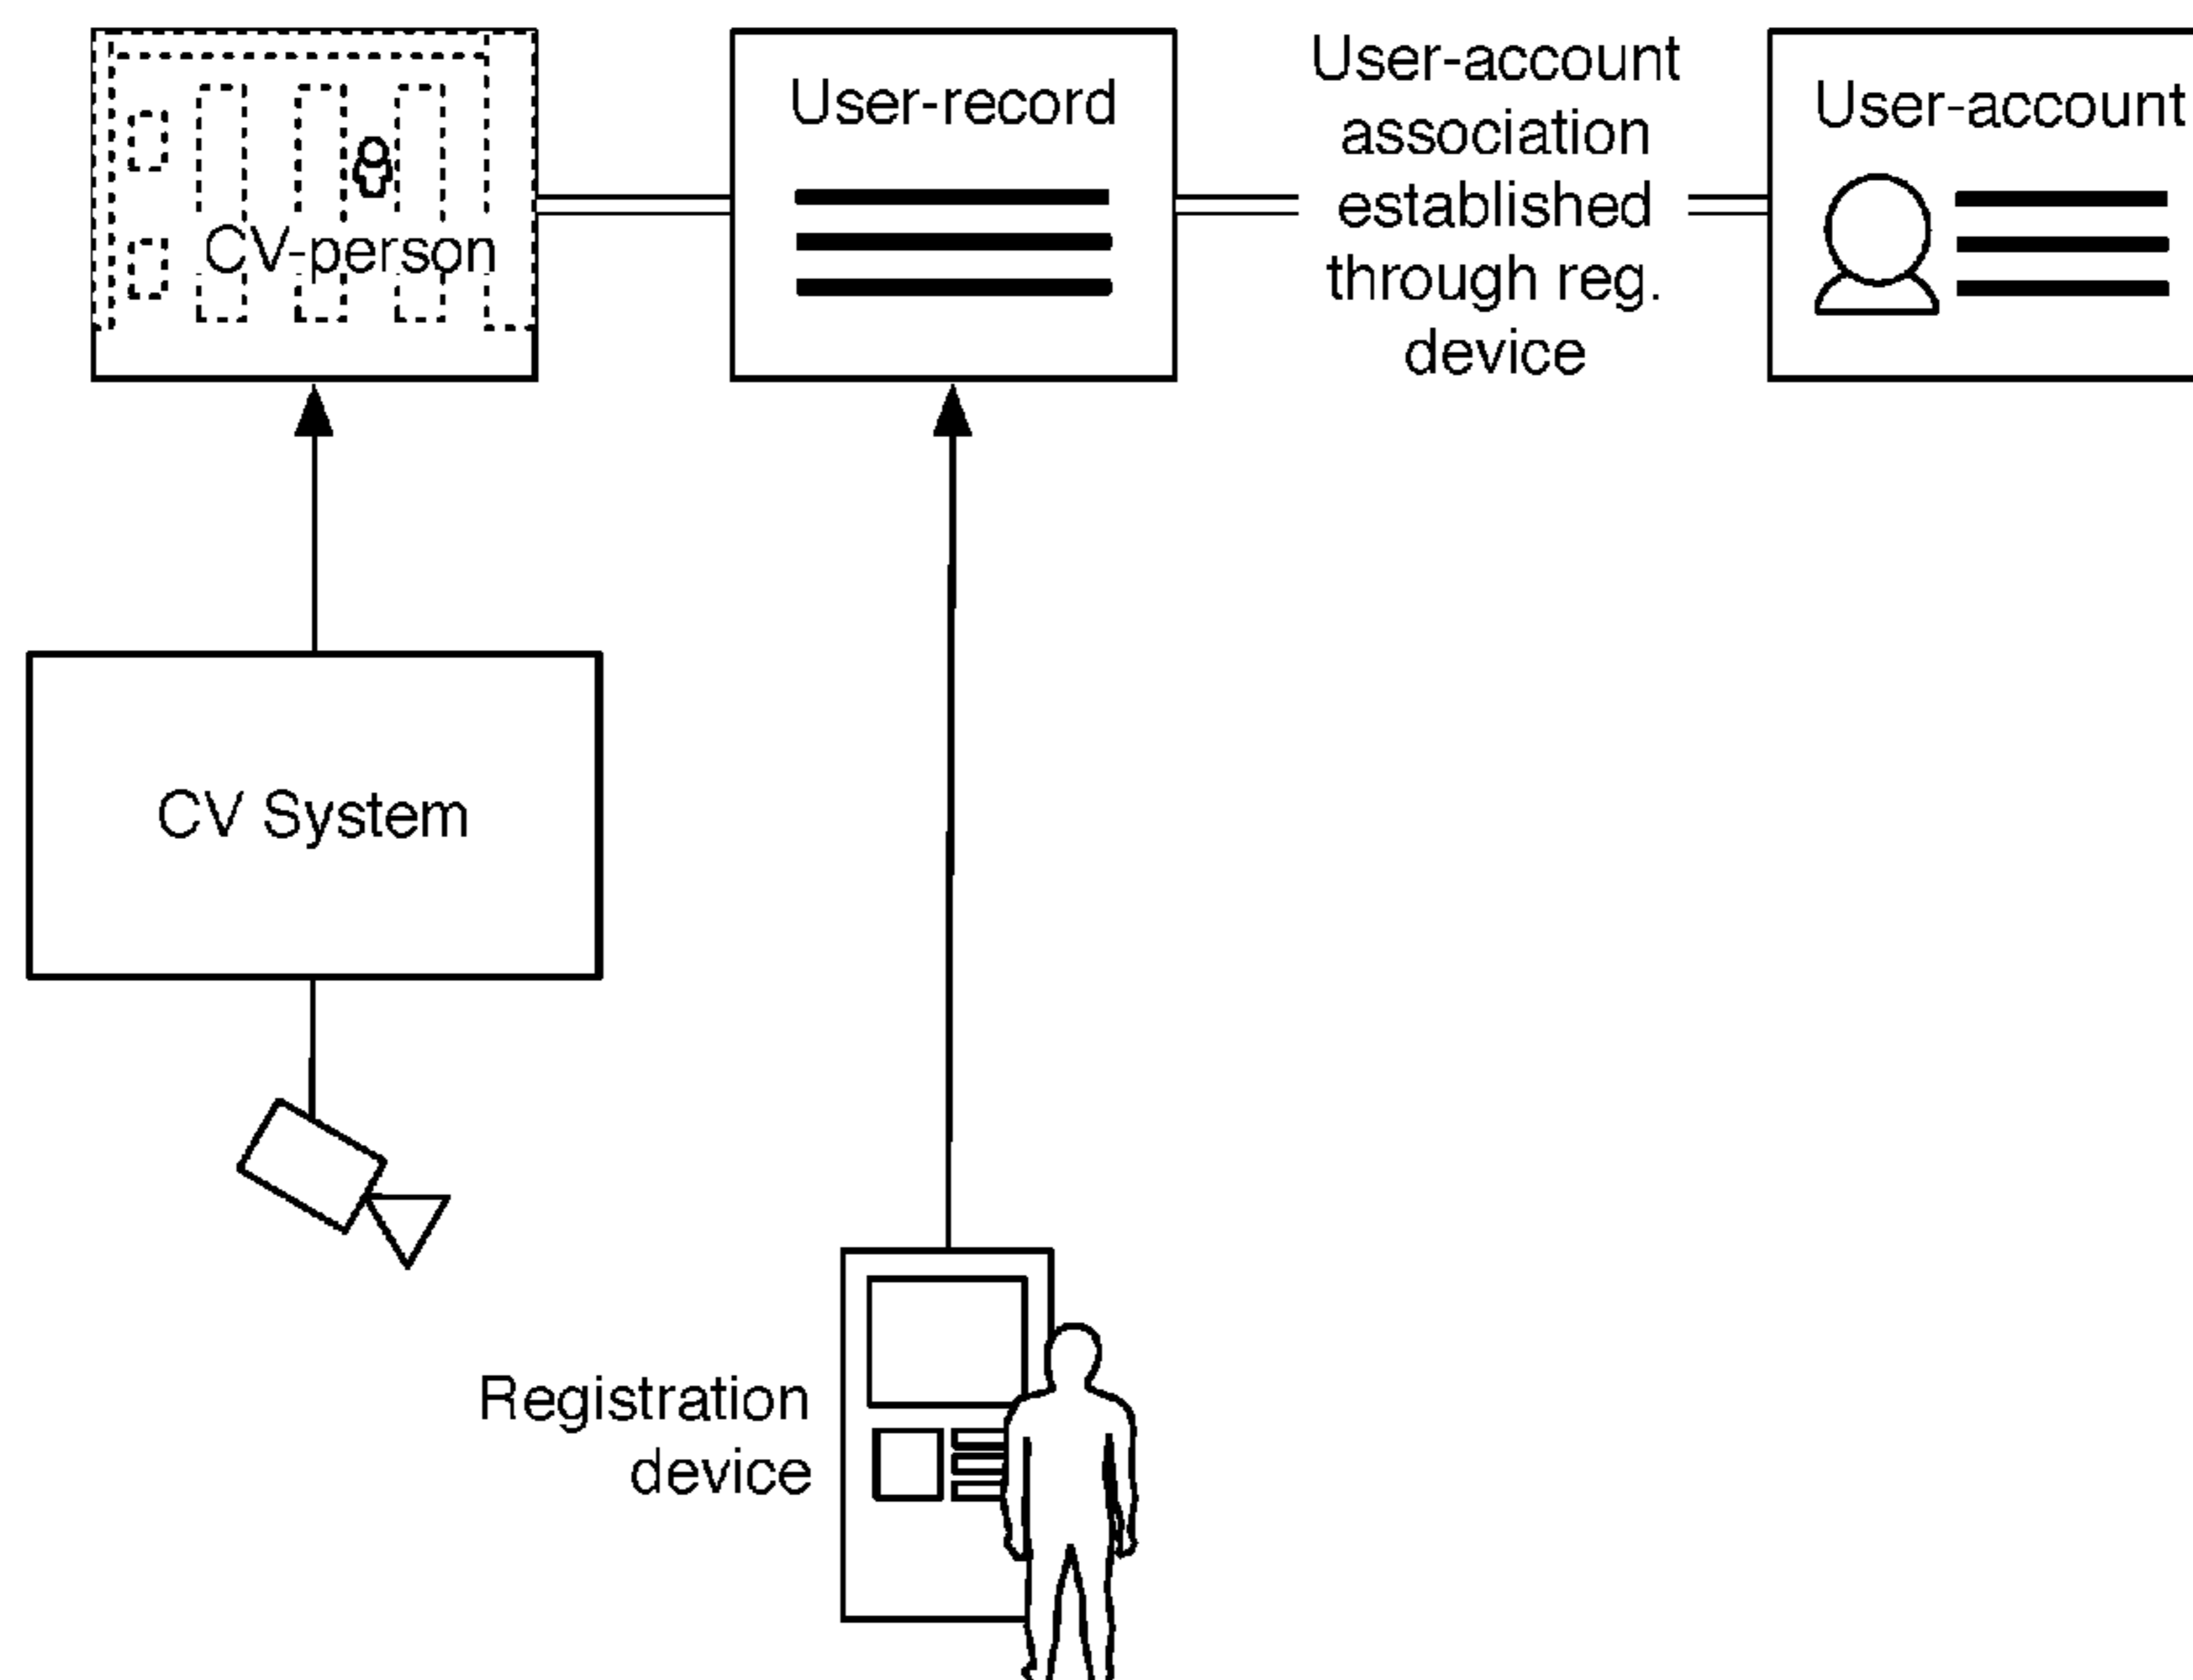 CV-person
User-record
User-account
association
established
through reg.
device
User-account
CV System
Registration
device